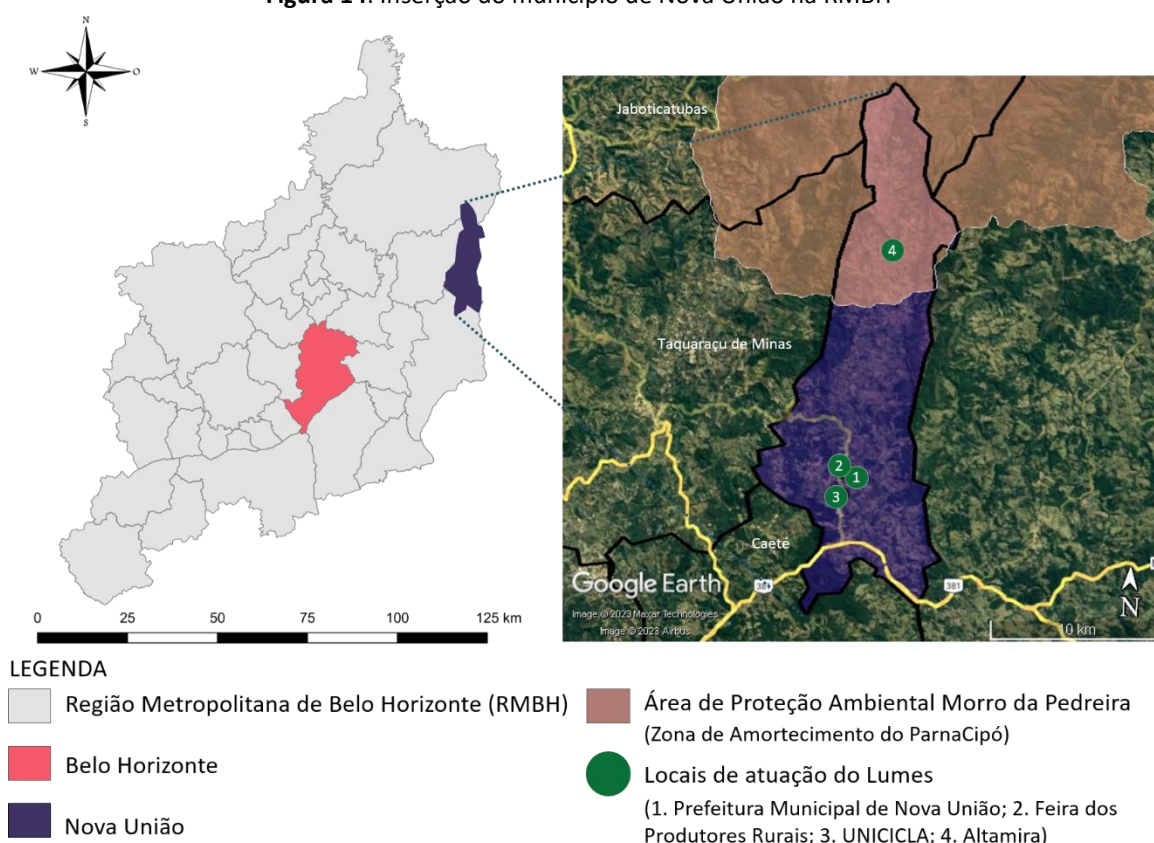 Figura 14. Inserção do município de Nova União na RMBH
N
W
O
S
0 25 50 75 100 125 km
Jaboticatubas
Taquaraçu de Minas
Caeté
4
2
1
3
381
381
Google Earth
Image © 2023 Maxar Technologies
Image © 2023 Airbus
N
10 km
LEGENDA
Região Metropolitana de Belo Horizonte (RMBH)
Belo Horizonte
Nova União
Área de Proteção Ambiental Morro da Pedreira
(Zona de Amortecimento do ParnaCipó)
Locais de atuação do Lumes
(1. Prefeitura Municipal de Nova União; 2. Feira dos
Produtores Rurais; 3. UNICICLA; 4. Altamira)